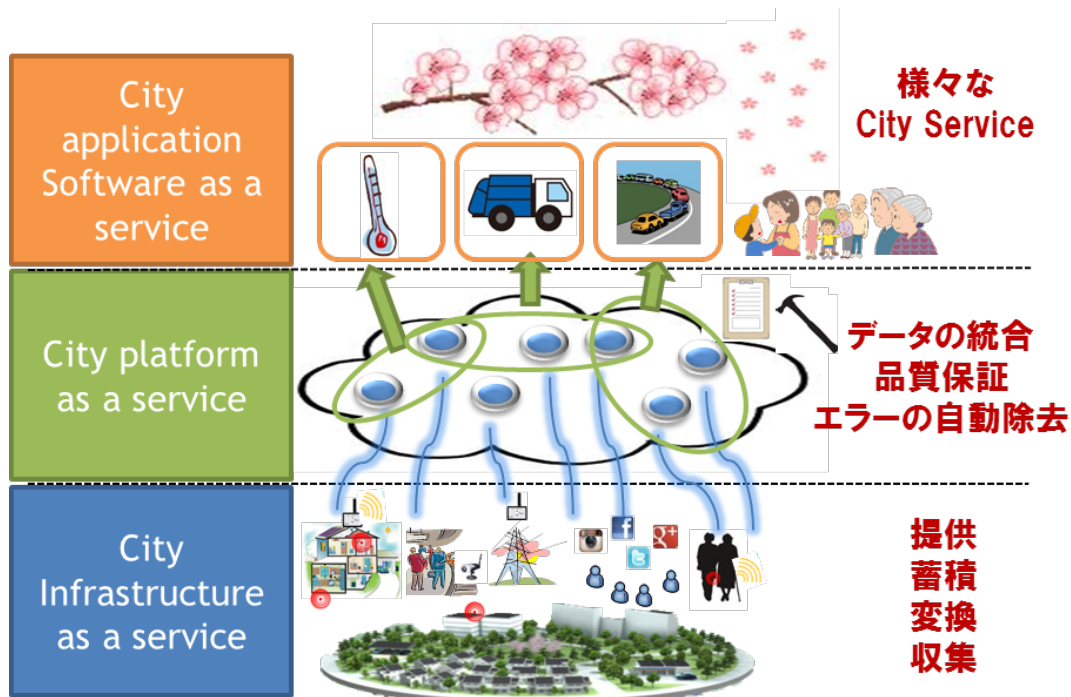 City
application
Software as a
service
様々な
City Service
City platform
as a service
データの統合
品質保証
エラーの自動除去
City
Infrastructure
as a service
提供
蓄積
変換
収集